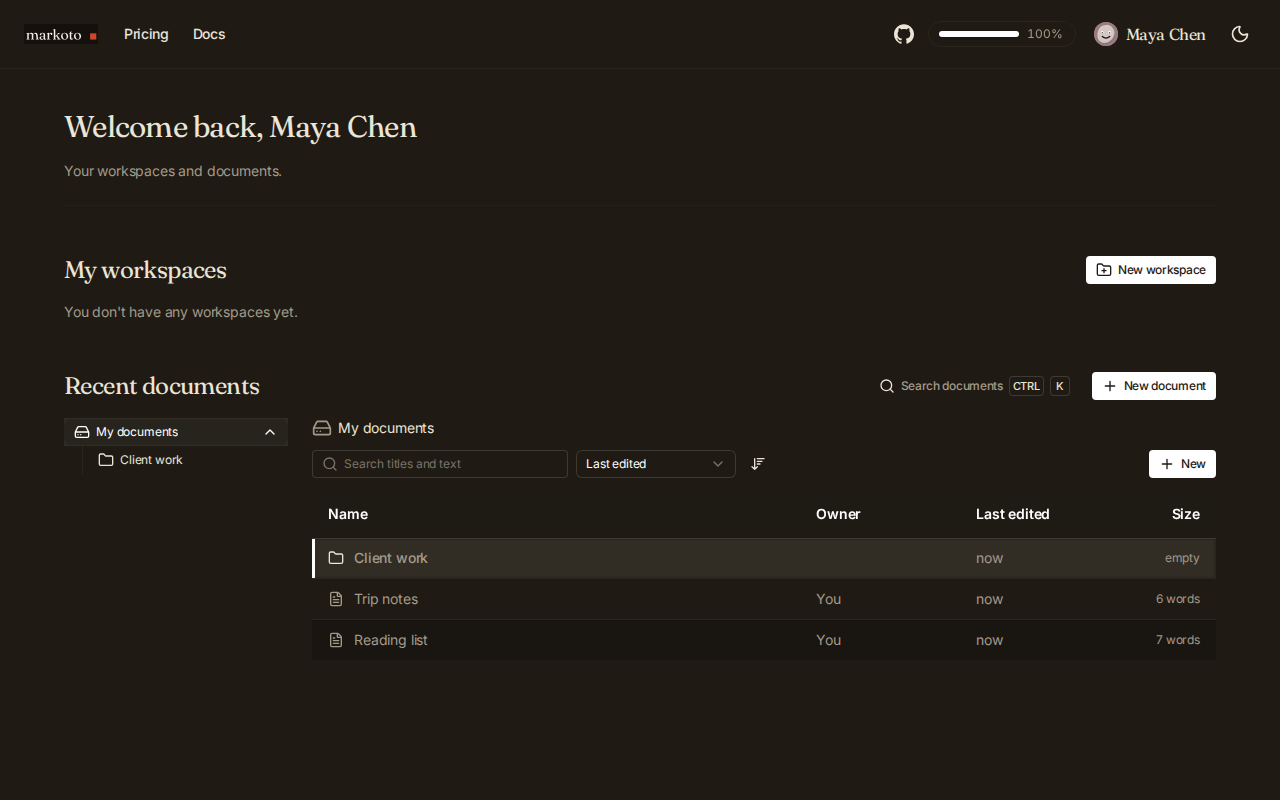 markoto Pricing Docs 100% Maya Chen
Welcome back, Maya Chen
Your workspaces and documents.
My workspaces New workspace
You don't have any workspaces yet.
Recent documents Search documents CTRL K New document
My documents
Client work
My documents
Search titles and text Last edited New
Name Owner Last edited Size
Client work now empty
Trip notes You now 6 words
Reading list You now 7 words